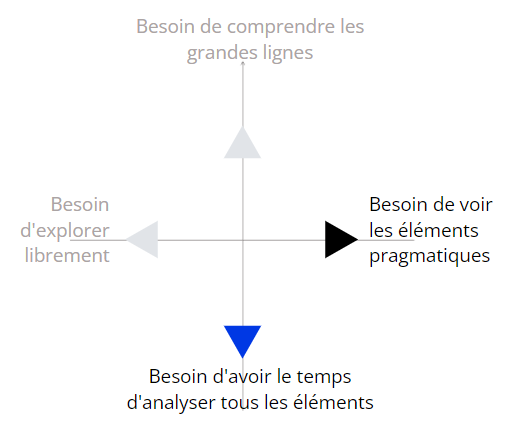 Besoin de comprendre les
grandes lignes
Besoin
d'explorer
librement
Besoin de voir
les éléments
pragmatiques
Besoin d'avoir le temps
d'analyser tous les éléments